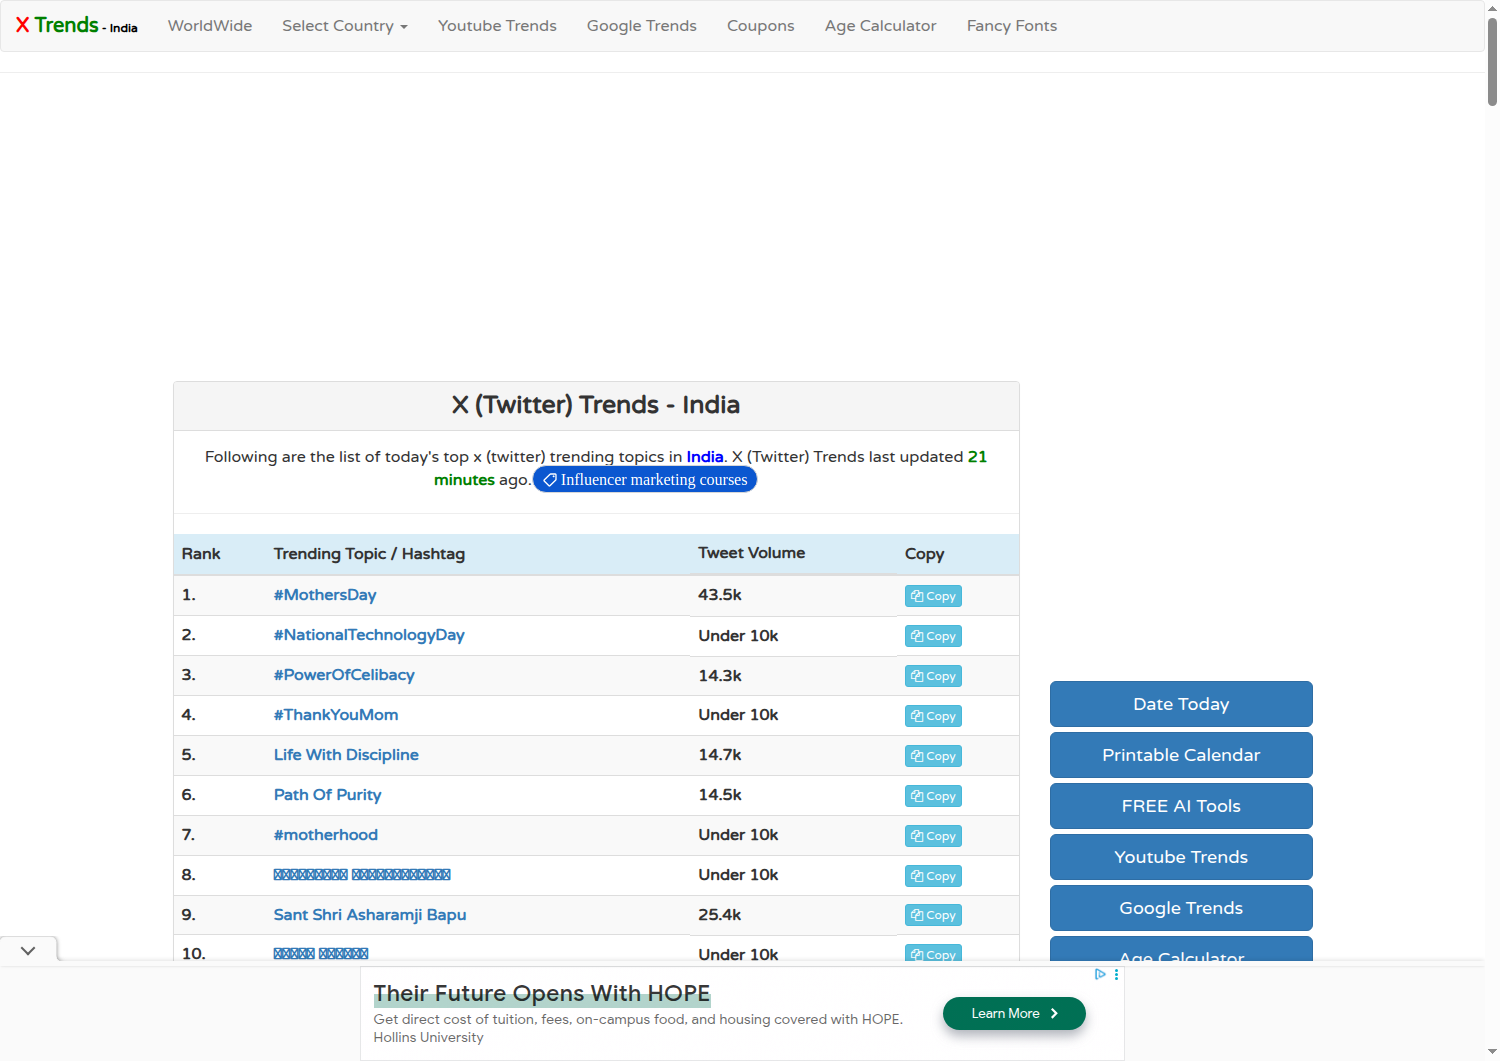 X Trends - India WorldWide Select Country Youtube Trends Google Trends Coupons Age Calculator Fancy Fonts
X (Twitter) Trends - India
Following are the list of today's top x (twitter) trending topics in India. X (Twitter) Trends last updated 21
minutes ago. Influencer marketing courses
Rank Trending Topic / Hashtag Tweet Volume Copy
1. #MothersDay 43.5k Copy
2. #NationalTechnologyDay Under 10k Copy
3. #PowerOfCelibacy 14.3k Copy
4. #ThankYouMom Under 10k Copy
5. Life With Discipline 14.7k Copy
6. Path Of Purity 14.5k Copy
7. #motherhood Under 10k Copy
8. Under 10k Copy
9. Sant Shri Asharamji Bapu 25.4k Copy
10. Under 10k Copy
Date Today
Printable Calendar
FREE AI Tools
Youtube Trends
Google Trends
Age Calculator
Their Future Opens With HOPE
Get direct cost of tuition, fees, on-campus food, and housing covered with HOPE.
Hollins University
Learn More